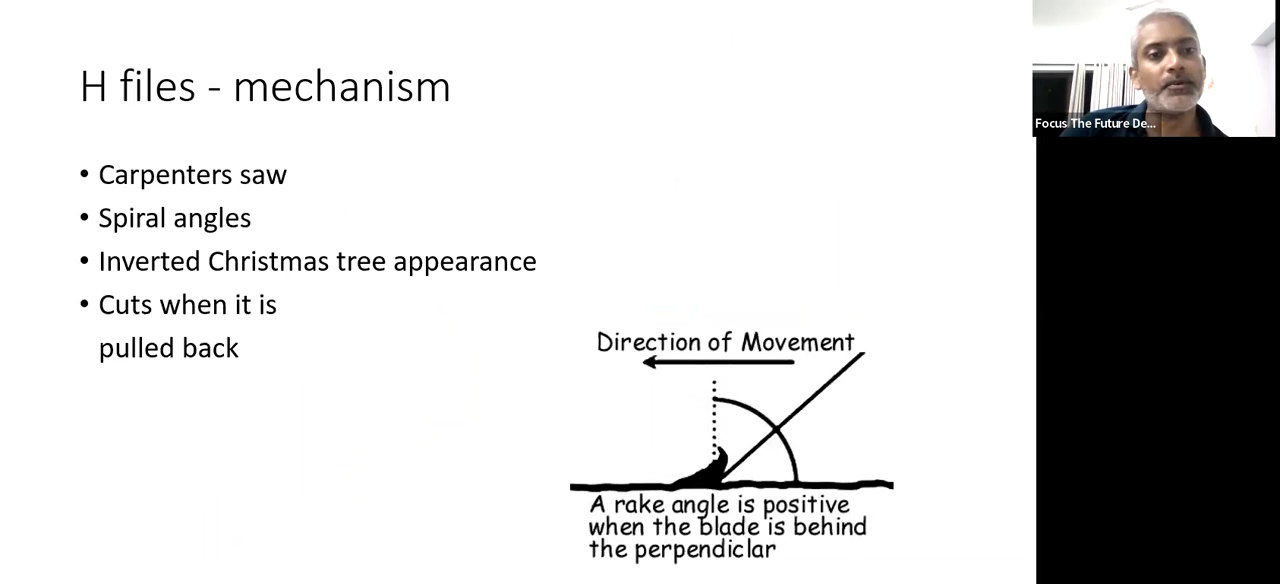 H files - mechanism
• Carpenters saw
• Spiral angles
• Inverted Christmas tree appearance
• Cuts when it is
pulled back
Direction of Movement
A rake angle is positive
when the blade is behind
the perpendiclar
Focus The Future De...